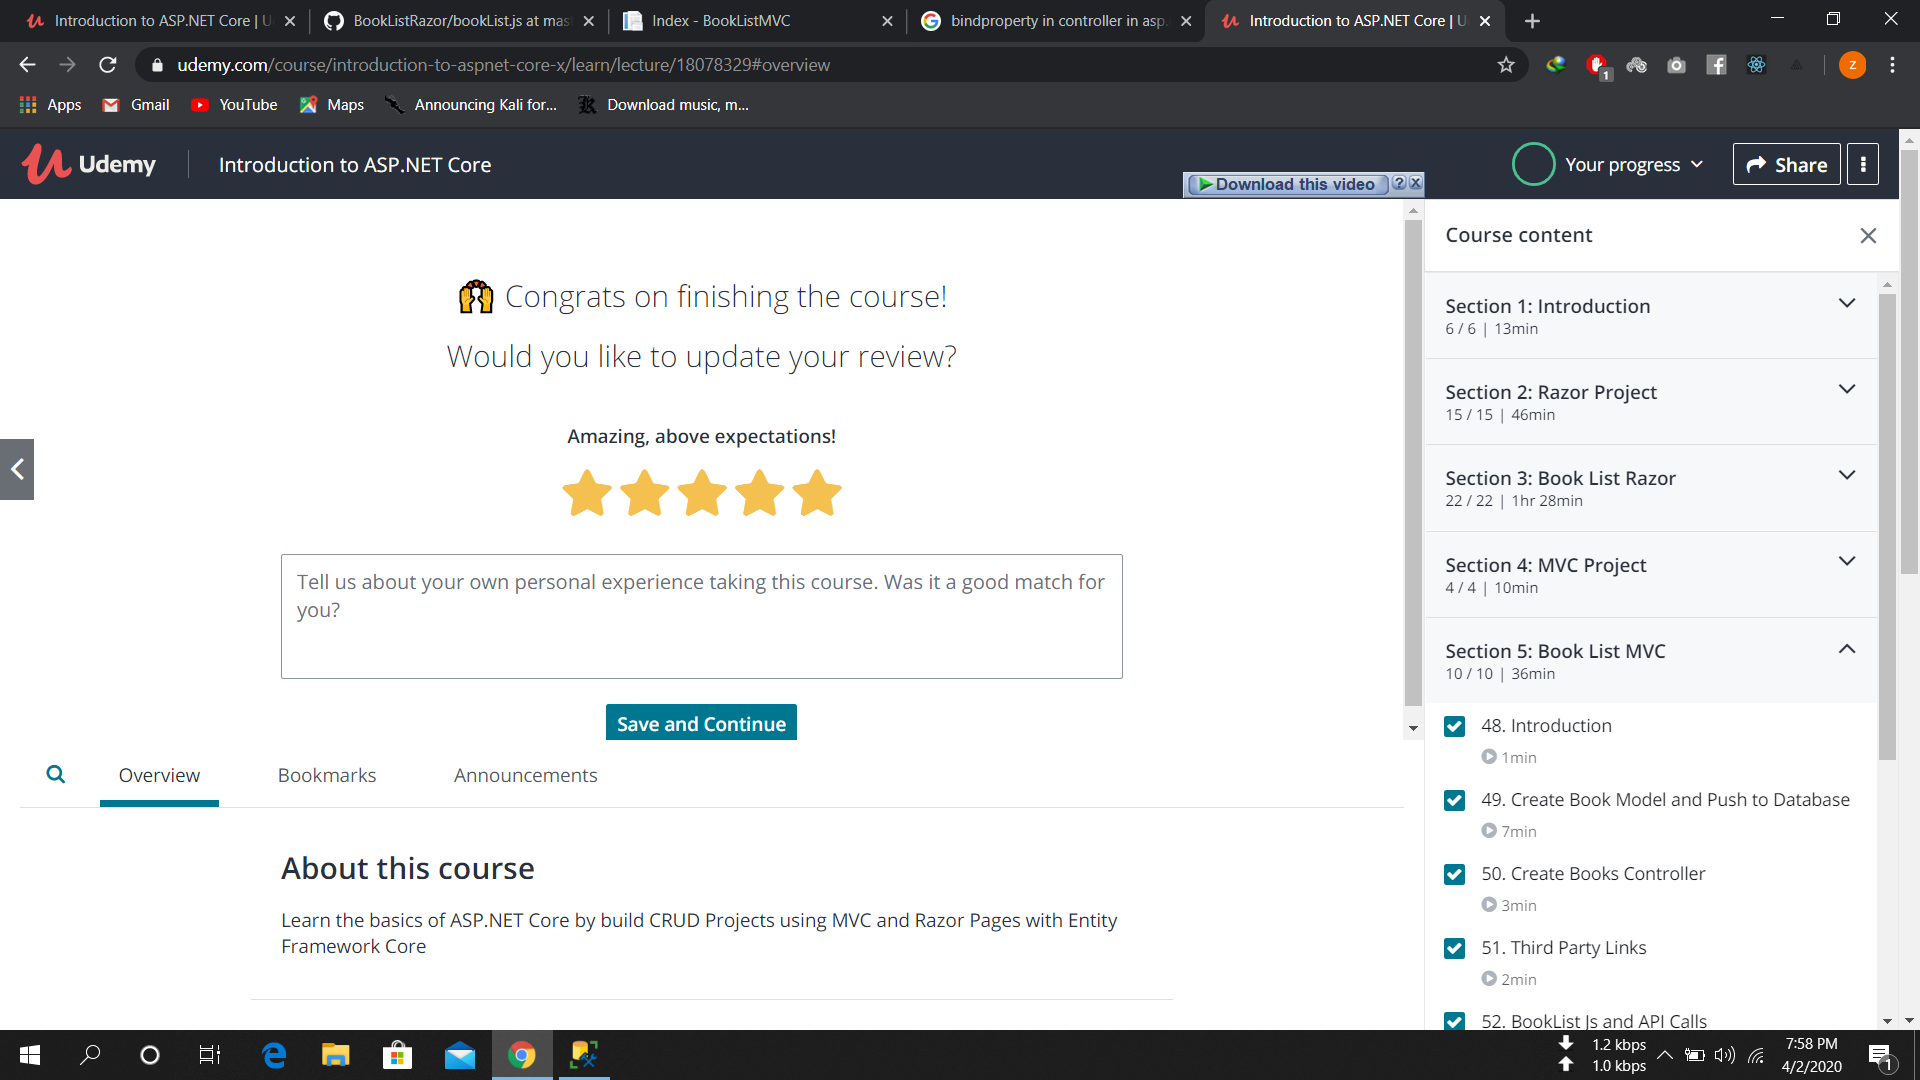 Introduction to ASP.NET Core | U
BookListRazor/bookList.js at mas
Index - BookListMVC
bindproperty in controller in asp.
Introduction to ASP.NET Core | U
udemy.com/course/introduction-to-aspnet-core-x/learn/lecture/18078329#overview
1
z
Apps
Gmail
YouTube
Maps
Announcing Kali for...
Download music, m...
Udemy
Introduction to ASP.NET Core
Your progress
Share
Download this video
?
Congrats on finishing the course!
Would you like to update your review?
Amazing, above expectations!
Tell us about your own personal experience taking this course. Was it a good match for
you?
Save and Continue
Overview
Bookmarks
Announcements
About this course
Learn the basics of ASP.NET Core by build CRUD Projects using MVC and Razor Pages with Entity
Framework Core
Course content
Section 1: Introduction
6 / 6 | 13min
Section 2: Razor Project
15 / 15 | 46min
Section 3: Book List Razor
22 / 22 | 1hr 28min
Section 4: MVC Project
4 / 4 | 10min
Section 5: Book List MVC
10 / 10 | 36min
48. Introduction
1min
49. Create Book Model and Push to Database
7min
50. Create Books Controller
3min
51. Third Party Links
2min
52. BookList Js and API Calls
1.2 kbps
1.0 kbps
7:58 PM
4/2/2020
1